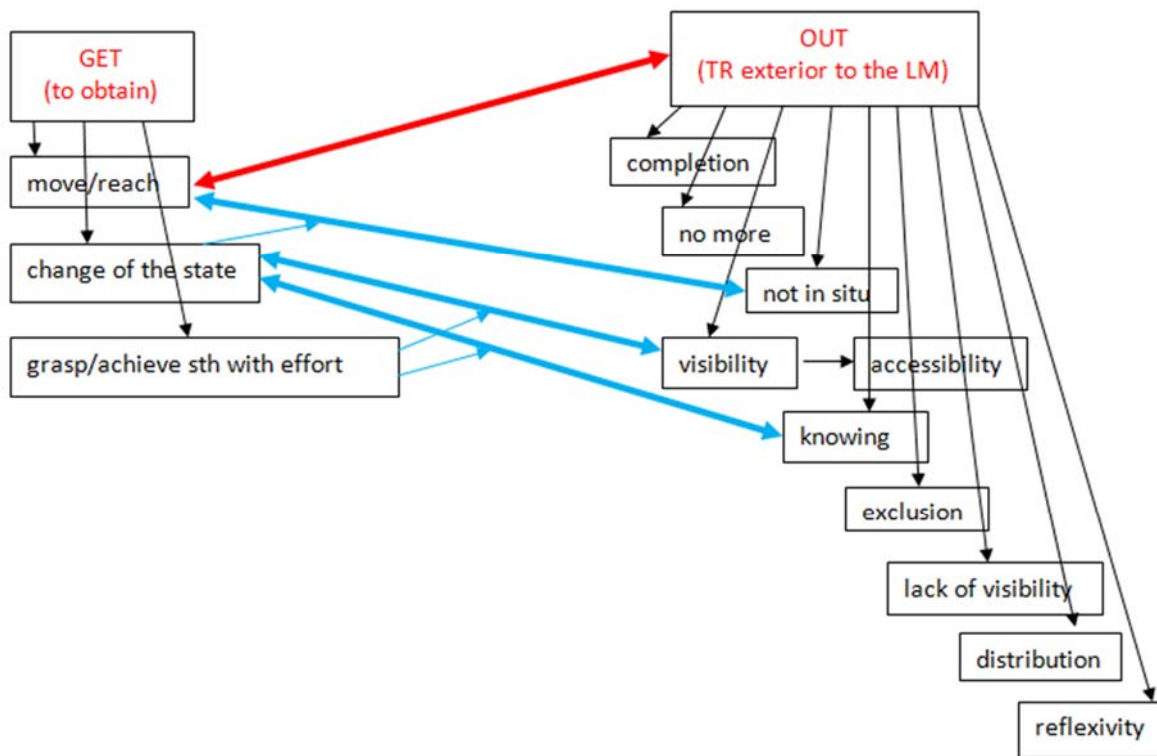 GET
(to obtain)
OUT
(TR exterior to the LM)
move/reach
change of the state
grasp/achieve sth with effort
completion
no more
not in situ
visibility
accessibility
knowing
exclusion
lack of visibility
distribution
reflexivity